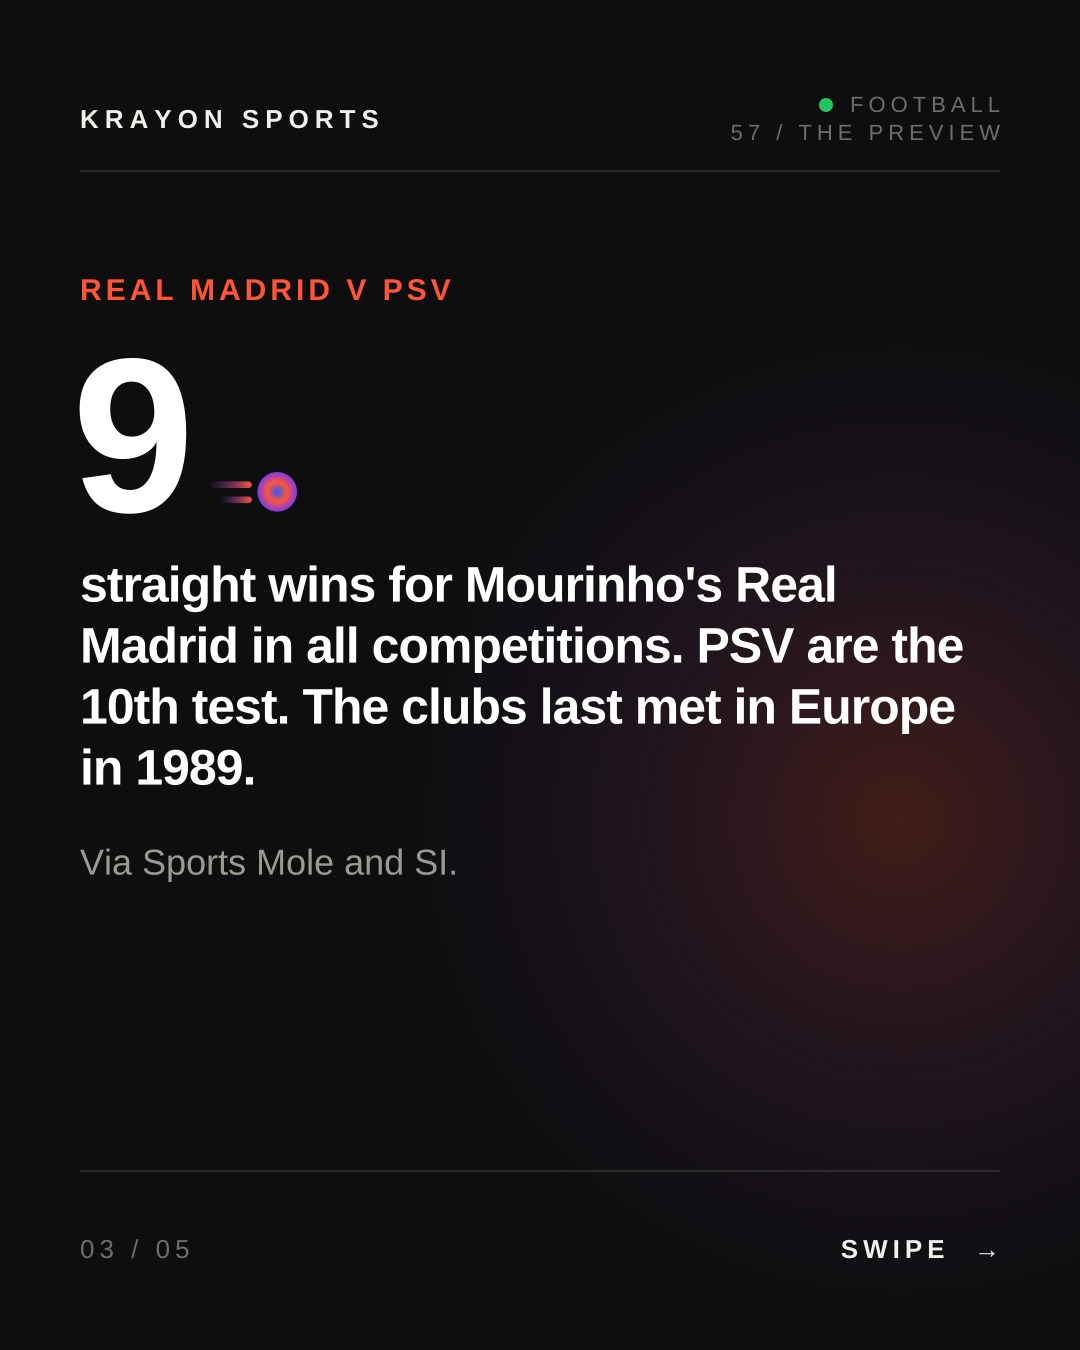 KRAYON SPORTS
FOOTBALL
57 / THE PREVIEW
REAL MADRID V PSV
9
straight wins for Mourinho's Real
Madrid in all competitions. PSV are the
10th test. The clubs last met in Europe
in 1989.
Via Sports Mole and SI.
03 / 05
SWIPE →